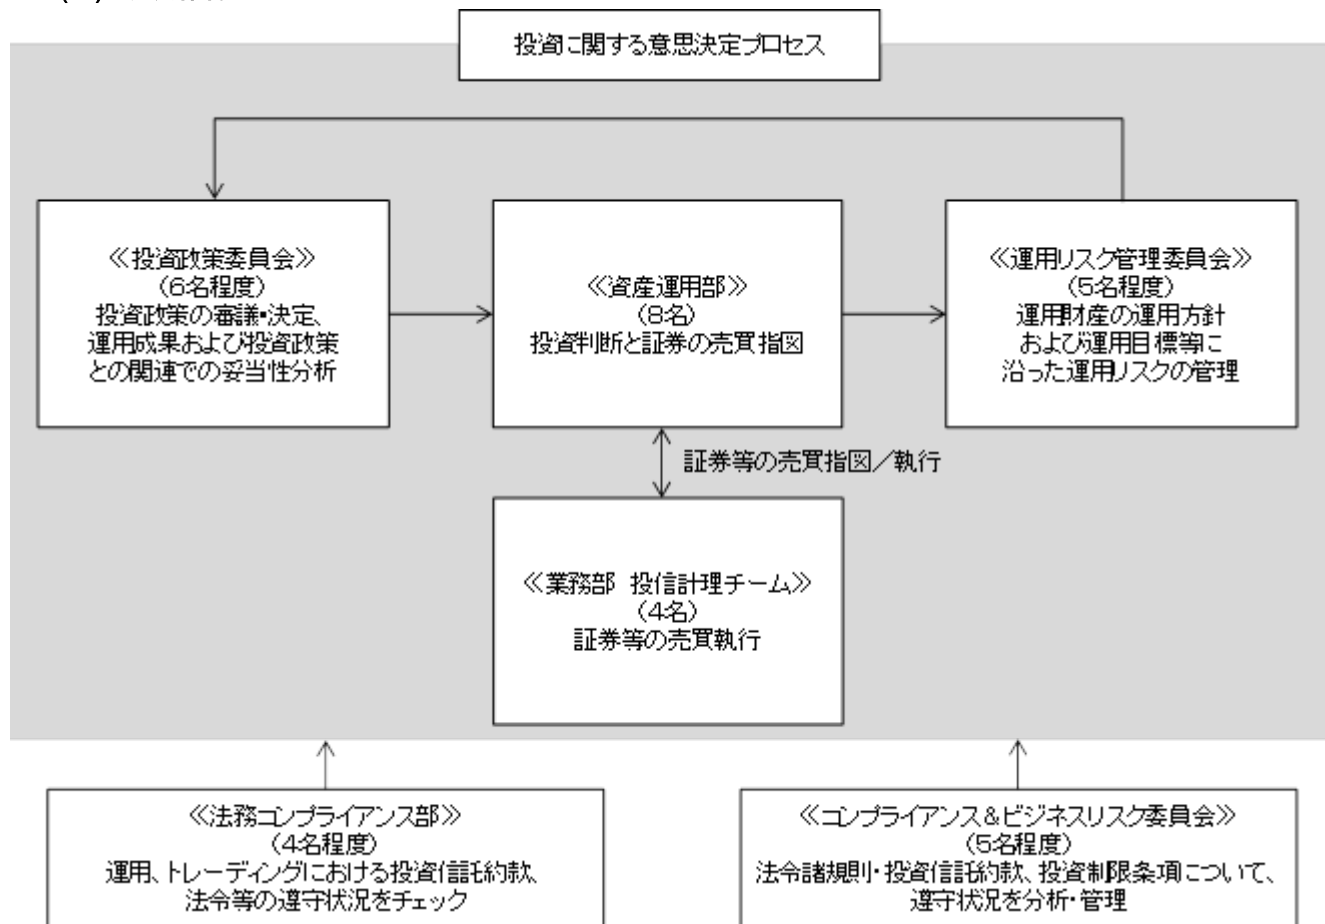 投資に関する意思決定プロセス
≪投資政策委員会≫
(6名程度)
投資政策の審議・決定、
運用成果および投資政策
との関連での妥当性分析
≪資産運用部≫
(8名)
投資判断と証券の売買指図
≪運用リスク管理委員会≫
(5名程度)
運用財産の運用方針
および運用目標等に
沿った運用リスクの管理
証券等の売買指図／執行
≪業務部　投信計理チーム≫
(4名)
証券等の売買執行
≪法務コンプライアンス部≫
(4名程度)
運用、トレーディングにおける投資信託約款、
法令等の遵守状況をチェック
≪コンプライアンス＆ビジネスリスク委員会≫
(5名程度)
法令諸規則・投資信託約款、投資制限条項について、
遵守状況を分析・管理